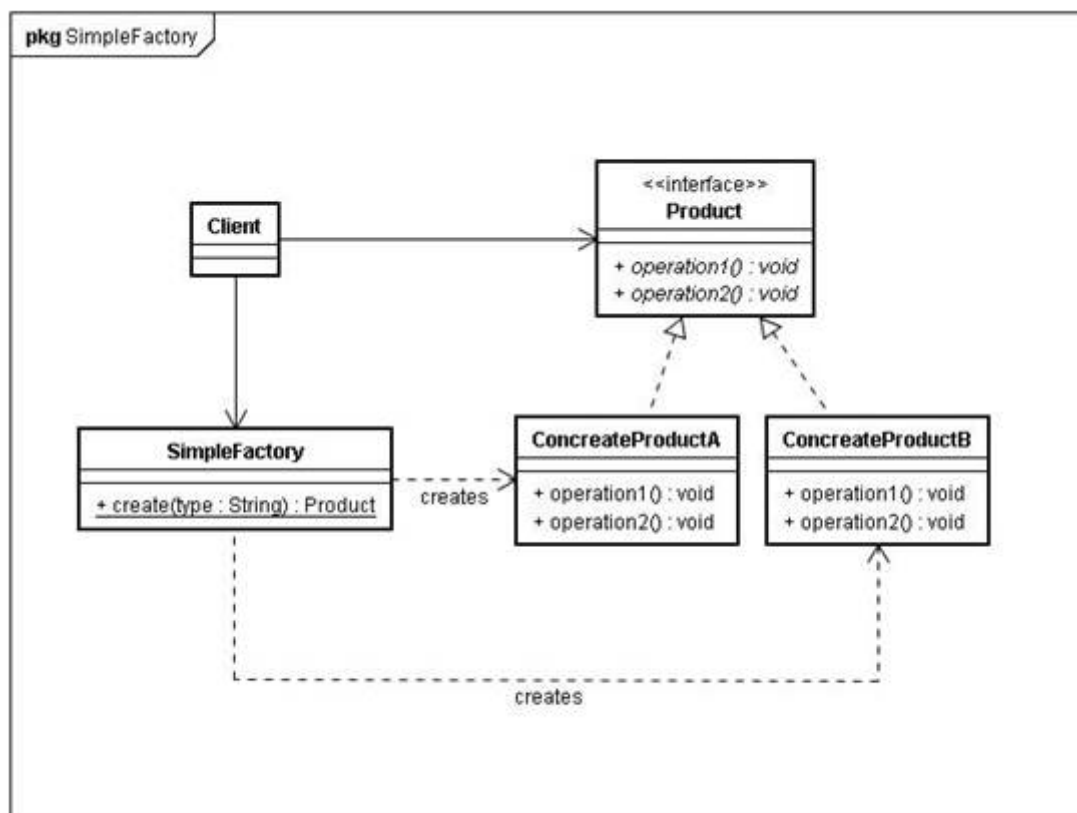 pkg SimpleFactory
<<interface>>
Product
+ operation1() : void
+ operation2() : void
Client
SimpleFactory
+ create(type : String) : Product
creates
ConcreateProductA
+ operation1() : void
+ operation2() : void
ConcreateProductB
+ operation1() : void
+ operation2() : void
creates